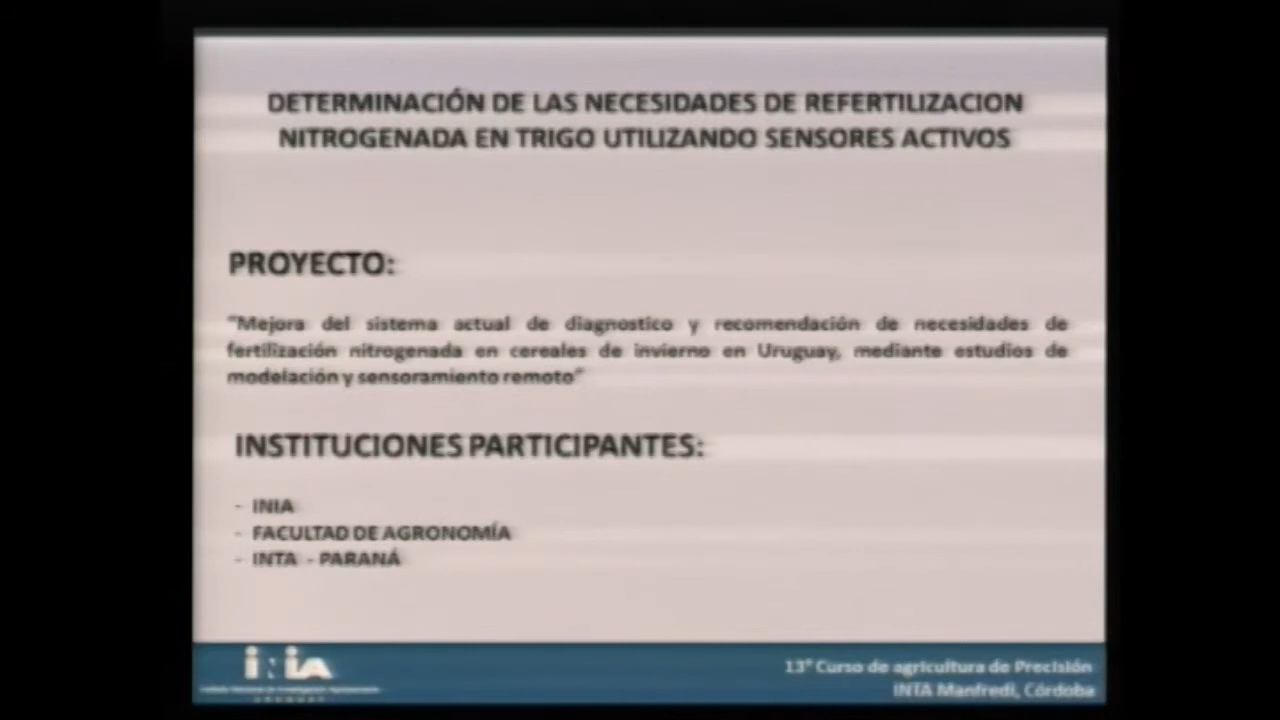 DETERMINACIÓN DE LAS NECESIDADES DE REFERTILIZACION
NITROGENADA EN TRIGO UTILIZANDO SENSORES ACTIVOS
PROYECTO:
"Mejora del sistema actual de diagnostico y recomendación de necesidades de
fertilización nitrogenada en cereales de invierno en Uruguay, mediante estudios de
modelación y sensoramiento remoto"
INSTITUCIONES PARTICIPANTES:
- INIA
- FACULTAD DE AGRONOMÍA
- INTA - PARANÁ
INIA
13° Curso de agricultura de Precisión
INTA Manfredi, Córdoba